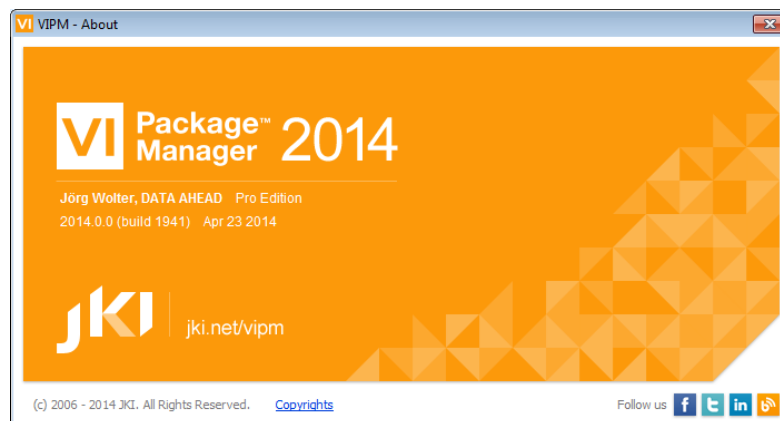 VI VIPM - About
VI Package™ Manager 2014
Jörg Wolter, DATA AHEAD Pro Edition
2014.0.0 (build 1941) Apr 23 2014
JKI jki.net/vipm
(c) 2006 - 2014 JKI. All Rights Reserved. Copyrights Follow us